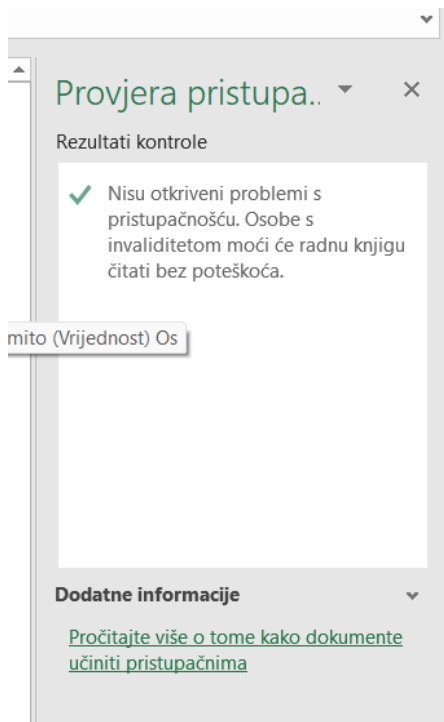 Provjera pristupa..
Rezultati kontrole
Nisu otkriveni problemi s
pristupačnošću. Osobe s
invaliditetom moći će radnu knjigu
čitati bez poteškoća.
mito (Vrijednost) Os
Dodatne informacije
Pročitajte više o tome kako dokumente
učiniti pristupačnima